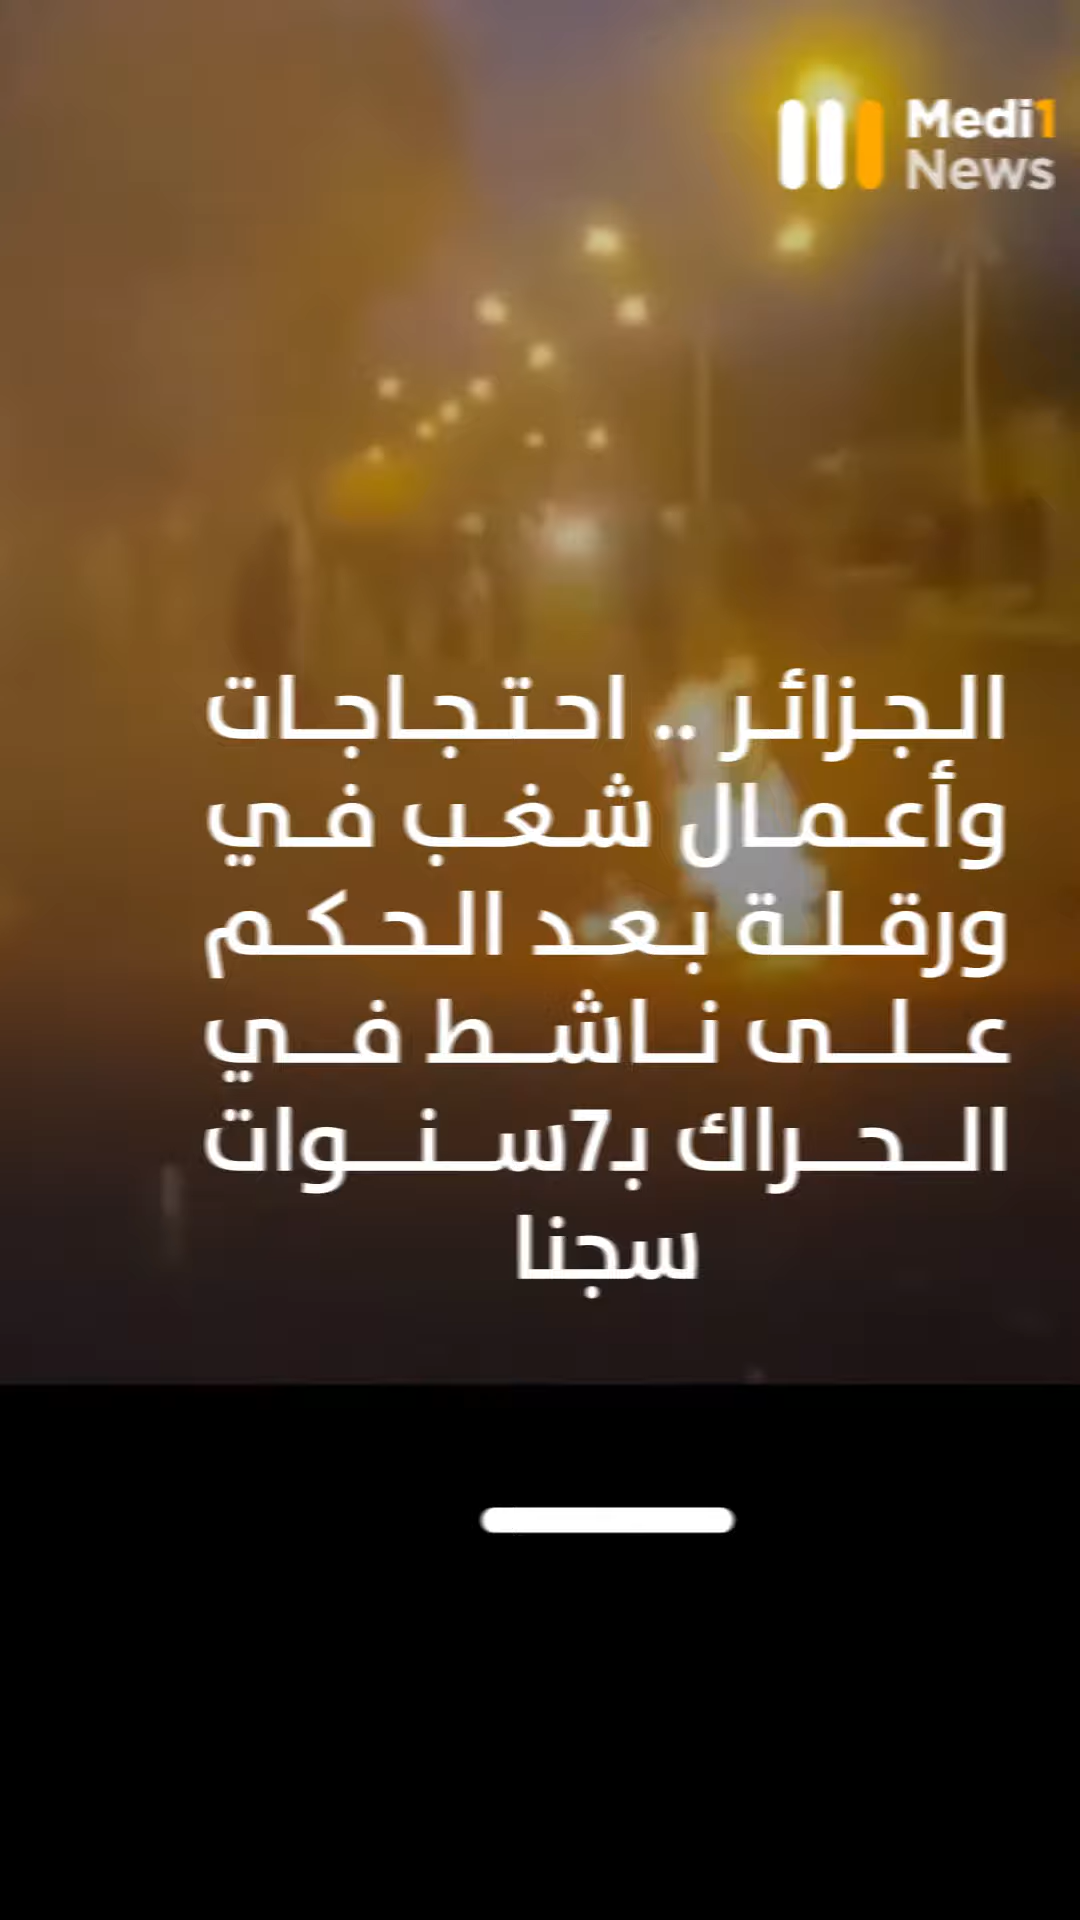 Medi1
News
الجزائر .. احتجاجات
وأعمال شغب في
ورقلة بعد الحكم
على ناشط في
الحراك بـ7سنوات
سجنا